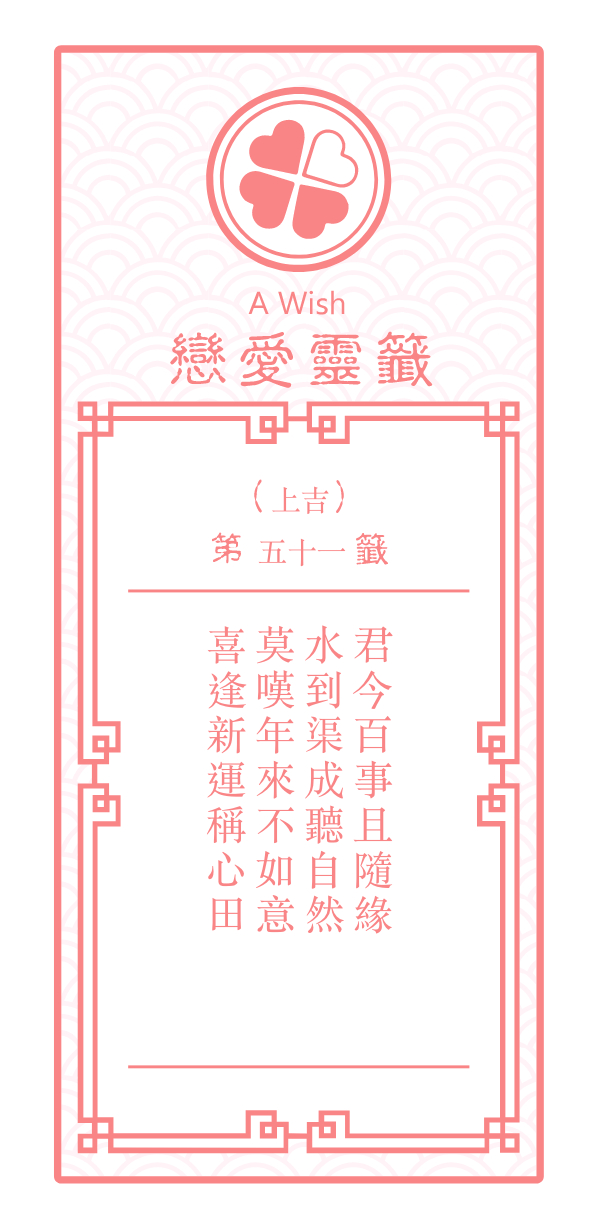 A Wish
戀愛靈籤
（上吉）
第 五十一 籤
君今百事且隨緣
水到渠成聽自然
莫嘆年來不如意
喜逢新運稱心田